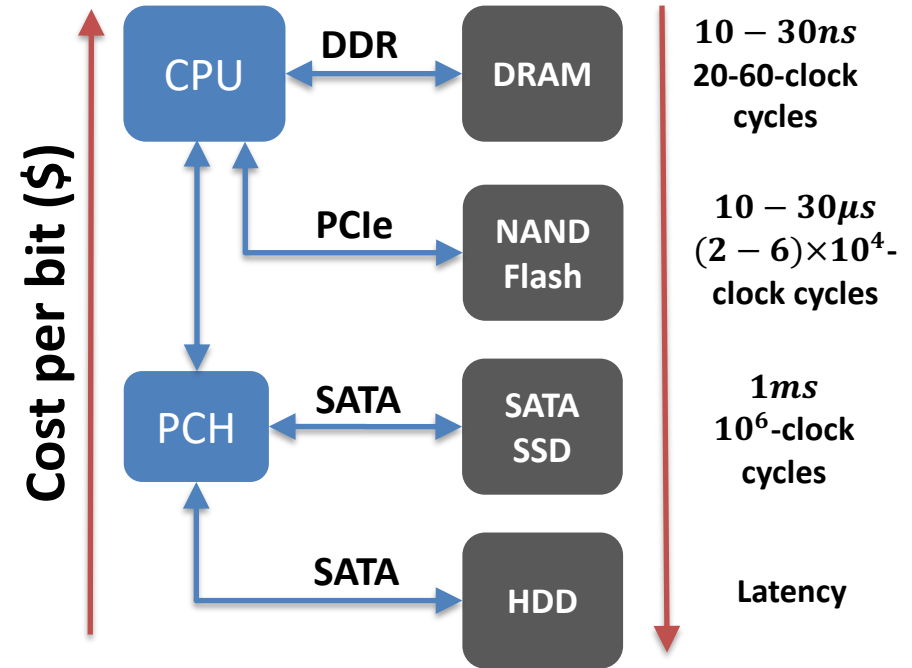 Cost per bit ($)
CPU
DDR
DRAM
10 − 30ns
20-60-clock
cycles
PCIe
NAND
Flash
10 − 30μs
(2 − 6)×10⁴-
clock cycles
PCH
SATA
SATA
SSD
1ms
10⁶-clock
cycles
SATA
HDD
Latency